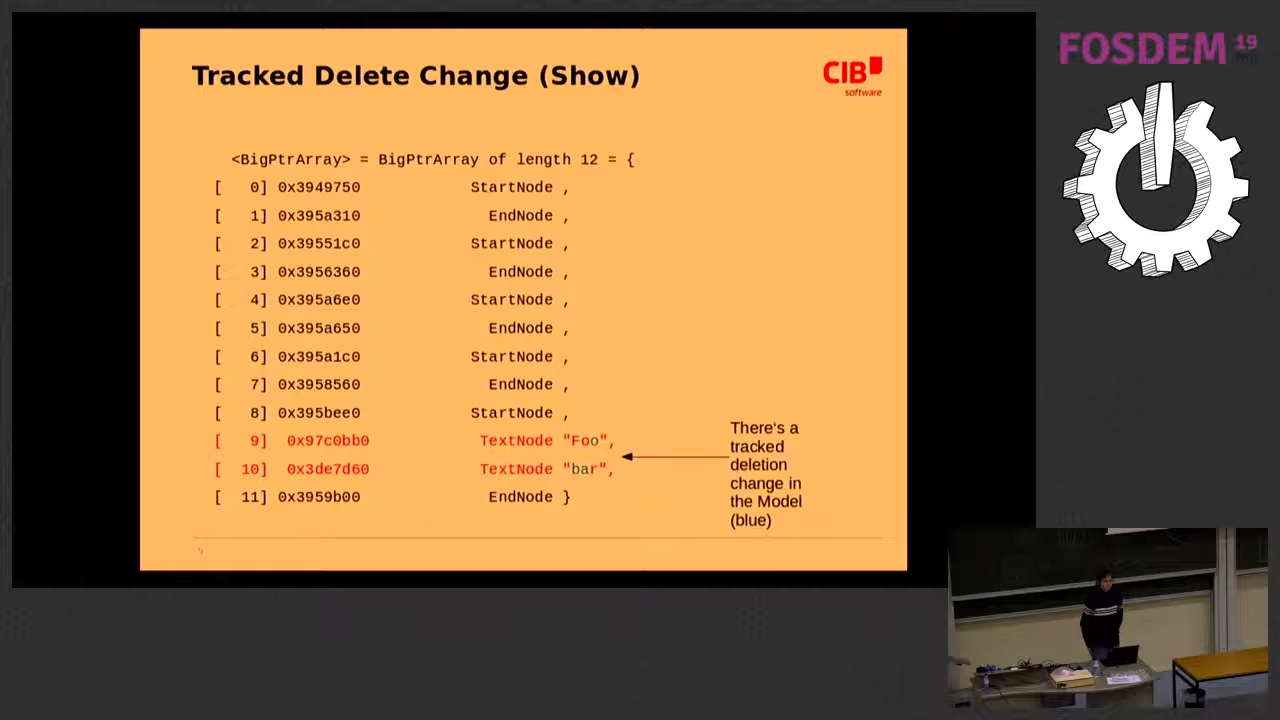 Tracked Delete Change (Show)
CIB
software
<BigPtrArray> = BigPtrArray of length 12 = {
[ 0] 0x3949750 StartNode ,
[ 1] 0x395a310 EndNode ,
[ 2] 0x39551c0 StartNode ,
[ 3] 0x3956360 EndNode ,
[ 4] 0x395a6e0 StartNode ,
[ 5] 0x395a650 EndNode ,
[ 6] 0x395a1c0 StartNode ,
[ 7] 0x3958560 EndNode ,
[ 8] 0x395bee0 StartNode ,
[ 9] 0x97c0bb0 TextNode "Foo",
[ 10] 0x3de7d60 TextNode "bar",
[ 11] 0x3959b00 EndNode }
There's a
tracked
deletion
change in
the Model
(blue)
FOSDEM 19